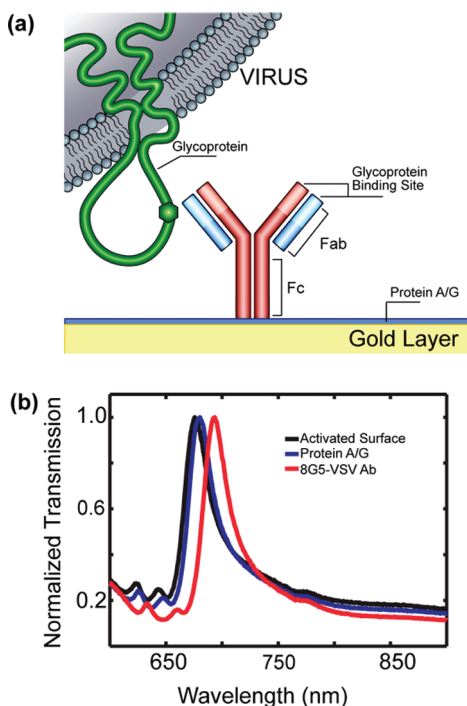 (a)
VIRUS
Glycoprotein
Glycoprotein
Binding Site
Fab
Fc
Protein A/G
Gold Layer
(b)
Normalized Transmission
1.0
0.6
0.2
Activated Surface
Protein A/G
8G5-VSV Ab
650
750
850
Wavelength (nm)